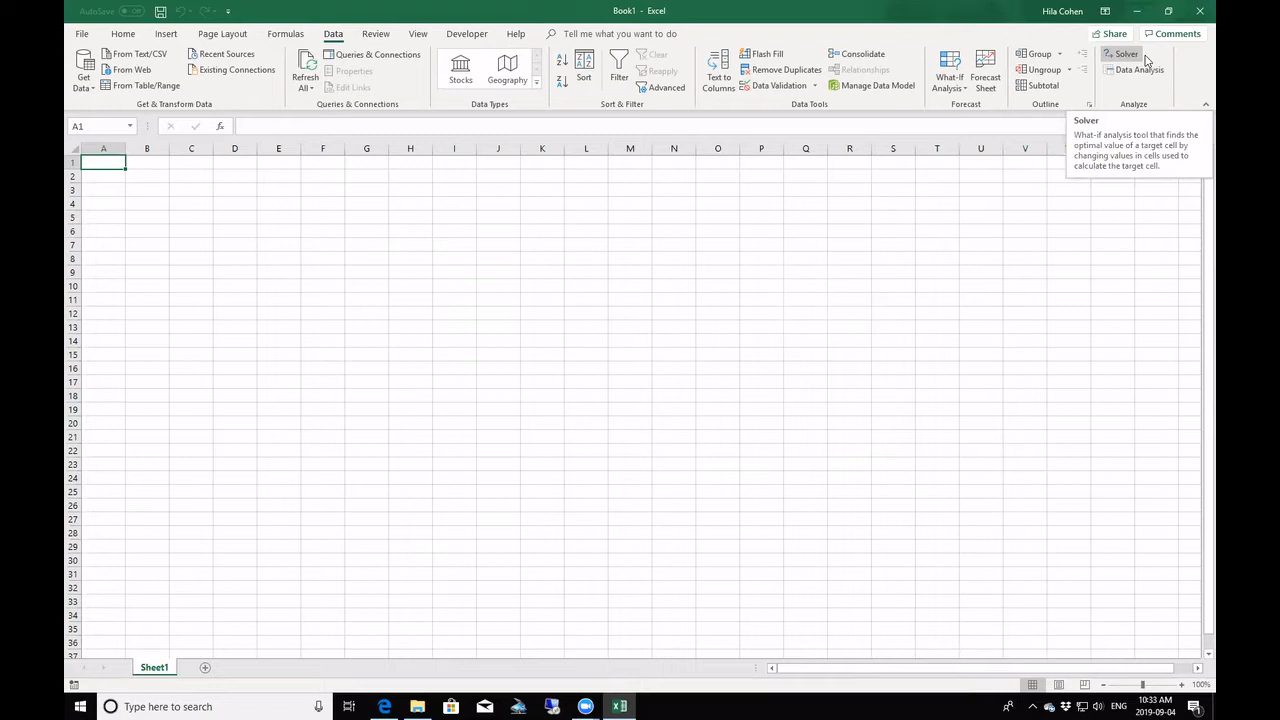 AutoSave Off
Book1 - Excel
Hila Cohen
File Home Insert Page Layout Formulas Data Review View Developer Help Tell me what you want to do
Share Comments
Get Data
From Text/CSV
From Web
From Table/Range
Recent Sources
Existing Connections
Get & Transform Data
Refresh All
Queries & Connections
Properties
Edit Links
Queries & Connections
Stocks
Geography
Data Types
Sort
Filter
Clear
Reapply
Advanced
Sort & Filter
Text to Columns
Flash Fill
Remove Duplicates
Data Validation
Consolidate
Relationships
Manage Data Model
Data Tools
What-If Analysis
Forecast Sheet
Forecast
Group
Ungroup
Subtotal
Outline
Solver
Data Analysis
Analyze
A1
fx
Solver
What-if analysis tool that finds the
optimal value of a target cell by
changing values in cells used to
calculate the target cell.
A B C D E F G H I J K L M N O P Q R S T U V
1
2
3
4
5
6
7
8
9
10
11
12
13
14
15
16
17
18
19
20
21
22
23
24
25
26
27
28
29
30
31
32
33
34
35
36
37
Sheet1
100%
Type here to search
ENG
10:33 AM
2019-09-04
1